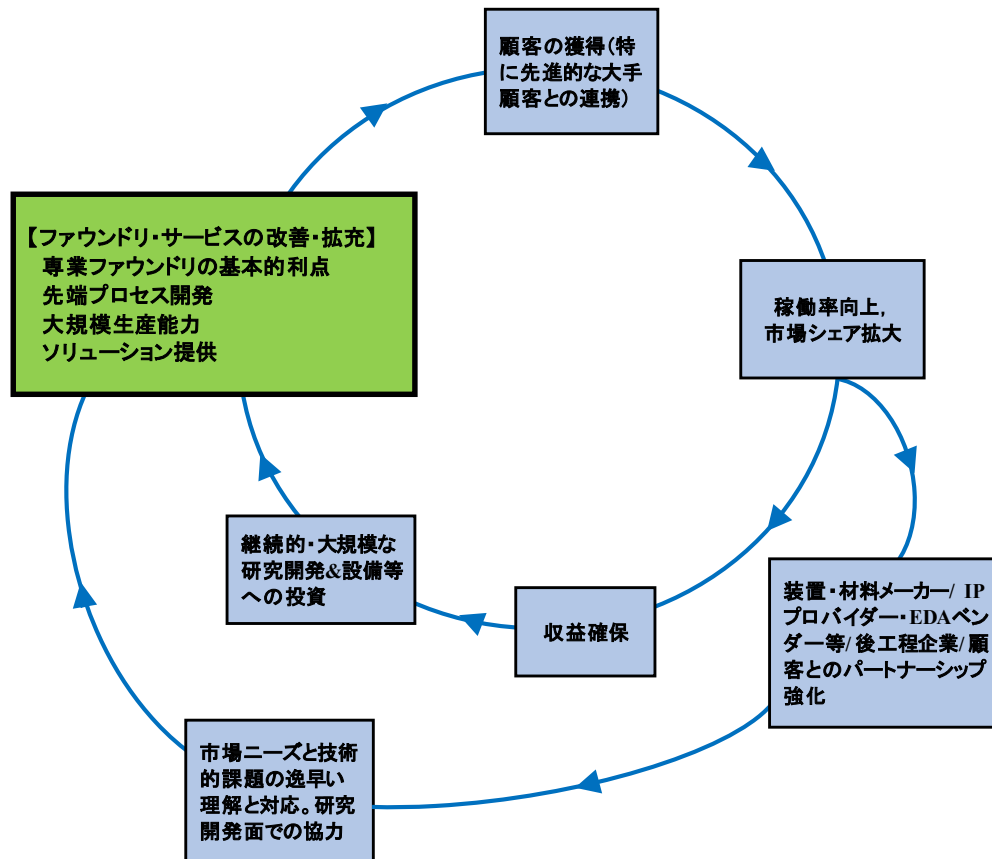 顧客の獲得(特
に先進的な大手
顧客との連携)
【ファウンドリ・サービスの改善・拡充】
専業ファウンドリの基本的利点
先端プロセス開発
大規模生産能力
ソリューション提供
稼働率向上,
市場シェア拡大
継続的・大規模な
研究開発&設備等
への投資
収益確保
装置・材料メーカー/ IP
プロバイダー・EDAベン
ダー等/後工程企業/顧
客とのパートナーシップ
強化
市場ニーズと技術
的課題の逸早い
理解と対応。研究
開発面での協力